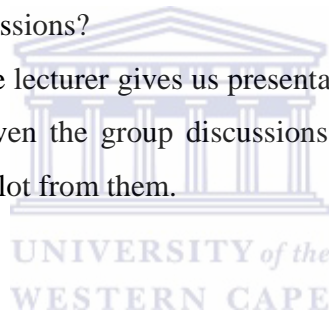 ssions?
e lecturer gives us presenta
ven the group discussions
lot from them.
UNIVERSITY of the
WESTERN CAPE